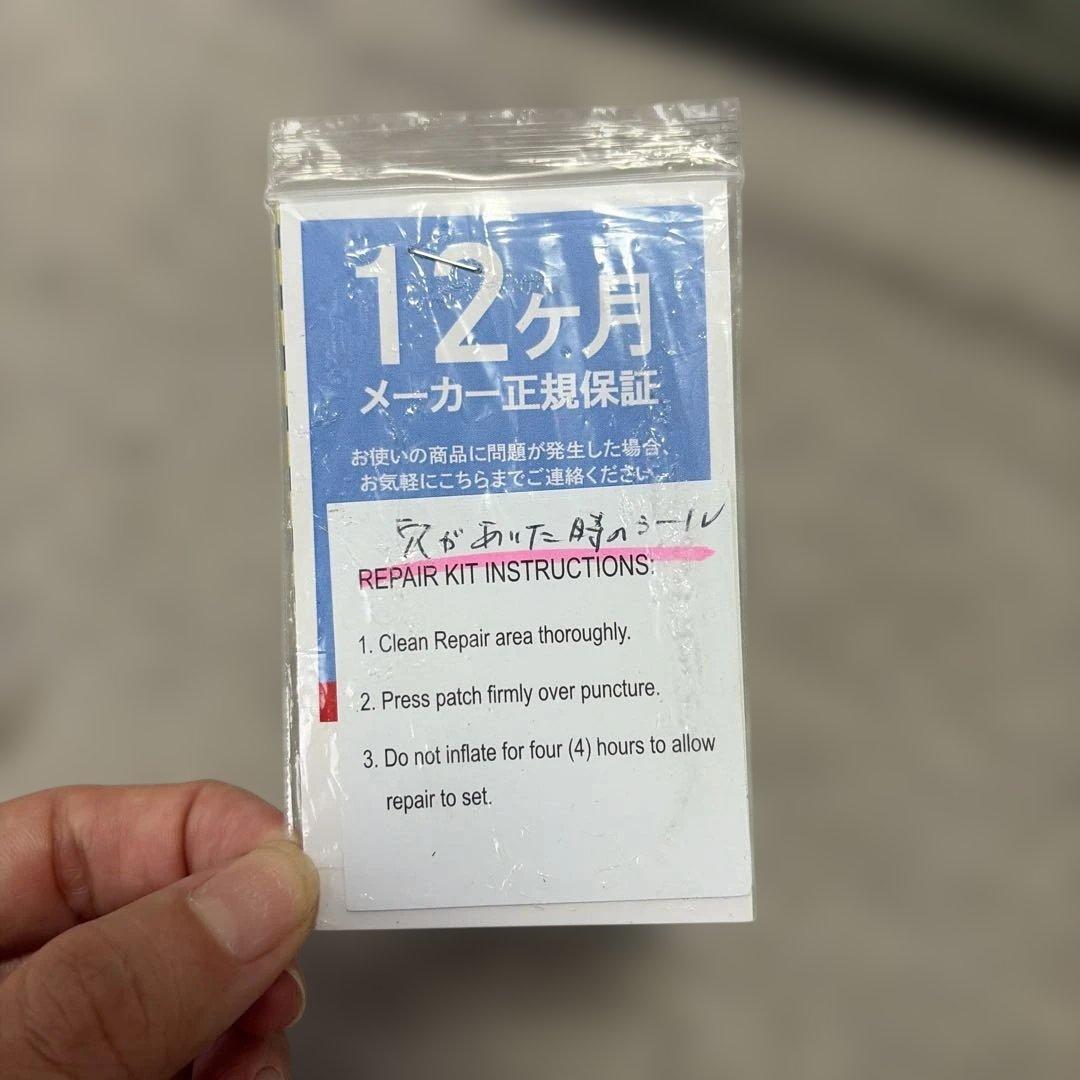 12ヶ月
メーカー正規保証
お使いの商品に問題が発生した場合、
お気軽にこちらまでご連絡ください。
穴があいた時のシール
REPAIR KIT INSTRUCTIONS:
1. Clean Repair area thoroughly.
2. Press patch firmly over puncture.
3. Do not inflate for four (4) hours to allow
repair to set.